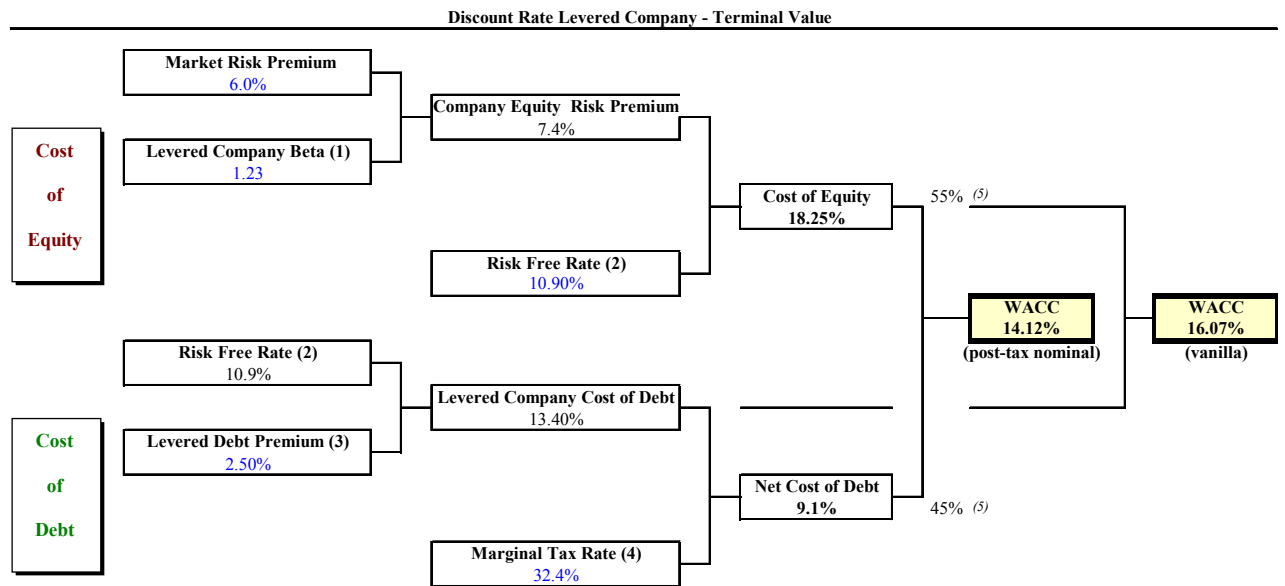 Discount Rate Levered Company - Terminal Value
Market Risk Premium
6.0%
Company Equity Risk Premium
7.4%
Cost
of
Equity
Levered Company Beta (1)
1.23
Cost of Equity
18.25%
55% (5)
Risk Free Rate (2)
10.90%
WACC
14.12%
(post-tax nominal)
WACC
16.07%
(vanilla)
Risk Free Rate (2)
10.9%
Levered Company Cost of Debt
13.40%
Cost
of
Debt
Levered Debt Premium (3)
2.50%
Net Cost of Debt
9.1%
45% (5)
Marginal Tax Rate (4)
32.4%